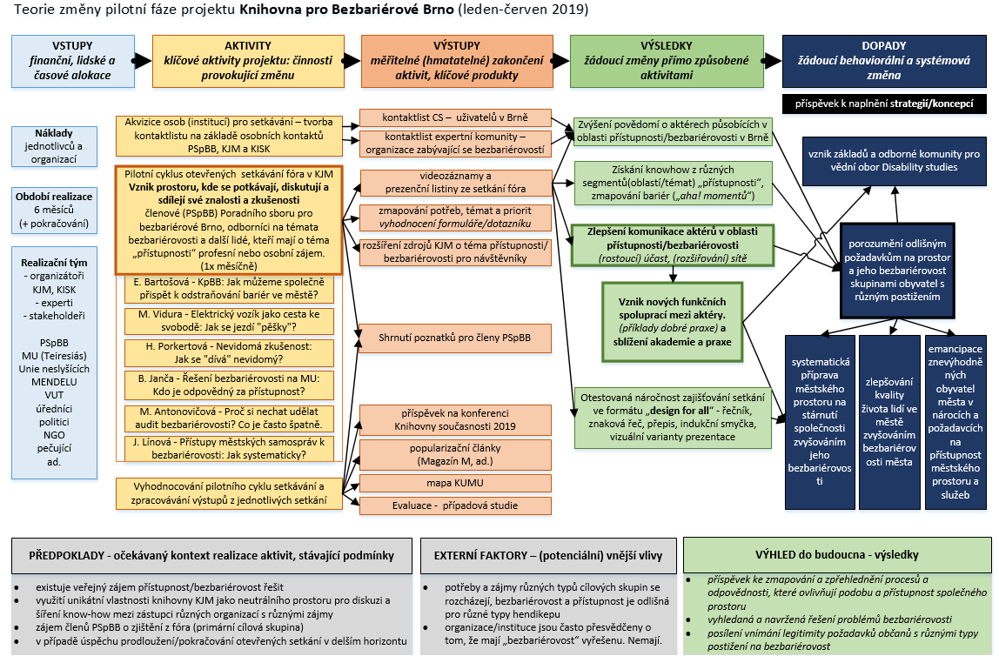 Teorie změny pilotní fáze projektu Knihovna pro Bezbariérové Brno (leden-červen 2019)
VSTUPY
finanční, lidské a
časové alokace
AKTIVITY
klíčové aktivity projektu: činnosti
provokující změnu
VÝSTUPY
měřitelné (hmatatelné) zakončení
aktivit, klíčové produkty
VÝSLEDKY
žádoucí změny přímo způsobené
aktivitami
DOPADY
žádoucí behaviorální a systémová
změna
příspěvek k naplnění strategií/koncepcí
Náklady
jednotlivců a
organizací
Období realizace
6 měsíců
(+ pokračování)
Realizační tým
- organizátoři
KJM, KISK
- experti
- stakeholdeři
PSpBB
MU (Teiresiás)
Unie neslyšících
MENDELU
VUT
úředníci
politici
NGO
pečující
ad.
Akvizice osob (institucí) pro setkávání – tvorba
kontaktlistu na základě osobních kontaktů
PSpBB, KJM a KISK
Pilotní cyklus otevřených setkávání fóra v KJM
Vznik prostoru, kde se potkávají, diskutují a
sdílejí své znalosti a zkušenosti
členové (PSpBB) Poradního sboru pro
bezbariérové Brno, odborníci na témata
bezbariérovosti a další lidé, kteří mají o téma
„přístupnosti" profesní nebo osobní zájem.
(1x měsíčně)
E. Bartošová - KpBB: Jak můžeme společně
přispět k odstraňování bariér ve městě?
M. Vidura - Elektrický vozík jako cesta ke
svobodě: Jak se jezdí "pěšky"?
H. Porkertová - Nevidomá zkušenost:
Jak se "dívá" nevidomý?
B. Janča - Řešení bezbariérovosti na MU:
Kdo je odpovědný za přístupnost?
M. Antonovičová - Proč si nechat udělat
audit bezbariérovosti? Co je často špatně.
J. Línová - Přístupy městských samospráv k
bezbariérovosti: Jak systematicky?
Vyhodnocování pilotního cyklu setkávání a
zpracovávání výstupů z jednotlivých setkání
kontaktlist CS – uživatelů v Brně
kontaktlist expertní komunity –
organizace zabývající se bezbariérovostí
videozáznamy a
prezenční listiny ze setkání fóra
zmapování potřeb, témat a priorit
vyhodnocení formuláře/dotazníku
rozšíření zdrojů KJM o téma přístupnosti/
bezbariérovosti pro návštěvníky
Shrnutí poznatků pro členy PSpBB
příspěvek na konferenci
Knihovny současnosti 2019
popularizační články
(Magazín M, ad.)
mapa KUMU
Evaluace - případová studie
Zvýšení povědomí o aktérech působících v
oblasti přístupnosti/bezbariérovosti v Brně
Získání knowhow z různých
segmentů(oblastí/témat) „přístupnosti",
zmapování bariér („aha! momentů")
Zlepšení komunikace aktérů v oblasti
přístupnosti/bezbariérovosti
(rostoucí) účast, (rozšiřování) sítě
Vznik nových funkčních
spoluprací mezi aktéry.
(příklady dobré praxe) a
sblížení akademie a praxe
Otestovaná náročnost zajišťování setkání
ve formátu „design for all" - řečník,
znaková řeč, přepis, indukční smyčka,
vizuální varianty prezentace
vznik základů a odborné komunity pro
vědní obor Disability studies
porozumění odlišným
požadavkům na prostor
a jeho bezbariérovost
skupinami obyvatel s
různým postižením
systematická
příprava
městského
prostoru na
stárnutí
společnosti
zvyšováním
jeho
bezbariérovos
ti
zlepšování
kvality
života lidí ve
městě
zvyšováním
bezbariérov
osti města
emancipace
znevýhodně
ných
obyvatel
města v
nárocích a
požadavcích
na
přístupnost
městského
prostoru a
služeb
PŘEDPOKLADY - očekávaný kontext realizace aktivit, stávající podmínky
• existuje veřejný zájem přístupnost/bezbariérovost řešit
• využití unikátní vlastnosti knihovny KJM jako neutrálního prostoru pro diskuzi a
šíření know-how mezi zástupci různých organizací s různými zájmy
• zájem členů PSpBB o zjištění z fóra (primární cílová skupina)
• v případě úspěchu prodloužení/pokračování otevřených setkání v delším horizontu
EXTERNÍ FAKTORY – (potenciální) vnější vlivy
• potřeby a zájmy různých typů cílových skupin se
rozcházejí, bezbariérovost a přístupnost je odlišná
pro různé typy hendikepu
• organizace/instituce jsou často přesvědčeny o
tom, že mají „bezbariérovost" vyřešenu. Nemají.
VÝHLED do budoucna - výsledky
• příspěvek ke zmapování a zpřehlednění procesů a
odpovědnosti, které ovlivňují podobu a přístupnost společného
prostoru
• vyhledaná a navržená řešení problémů bezbariérovosti
• posílení vnímání legitimity požadavků občanů s různými typy
postižení na bezbariérovost